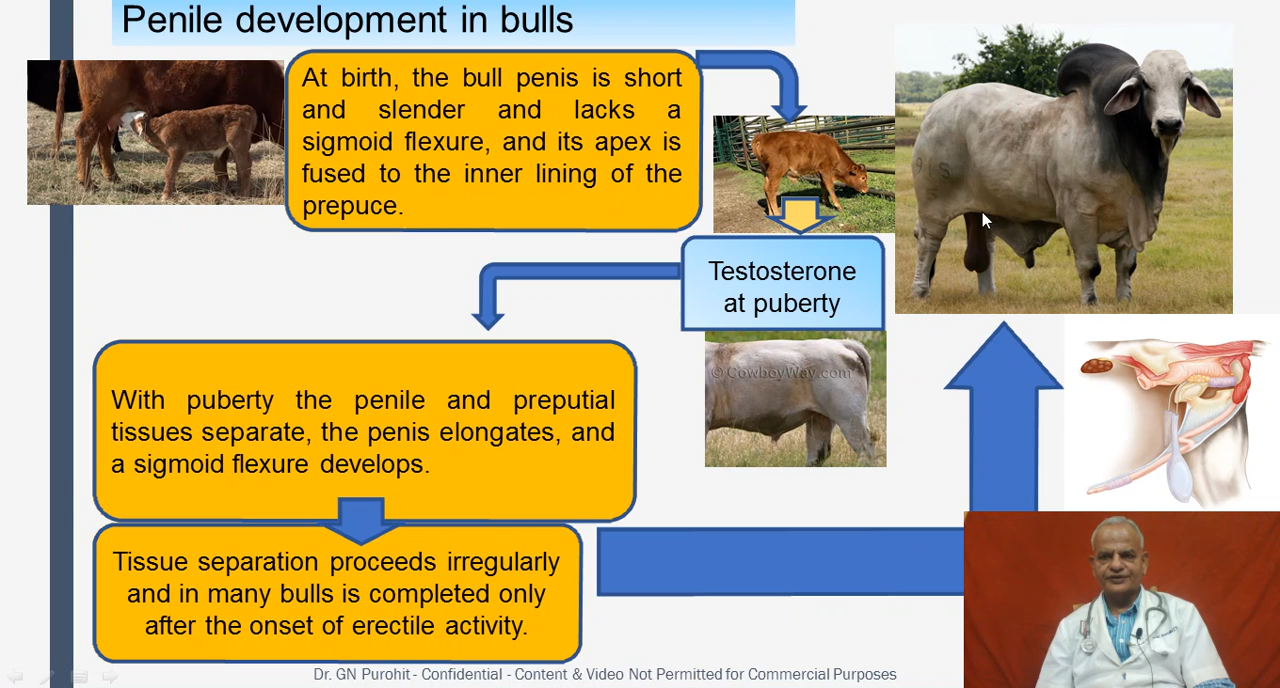 Penile development in bulls
At birth, the bull penis is short
and slender and lacks a
sigmoid flexure, and its apex is
fused to the inner lining of the
prepuce.
Testosterone
at puberty
© CowboyWay.com
With puberty the penile and preputial
tissues separate, the penis elongates, and
a sigmoid flexure develops.
Tissue separation proceeds irregularly
and in many bulls is completed only
after the onset of erectile activity.
Dr. GN Purohit - Confidential - Content & Video Not Permitted for Commercial Purposes